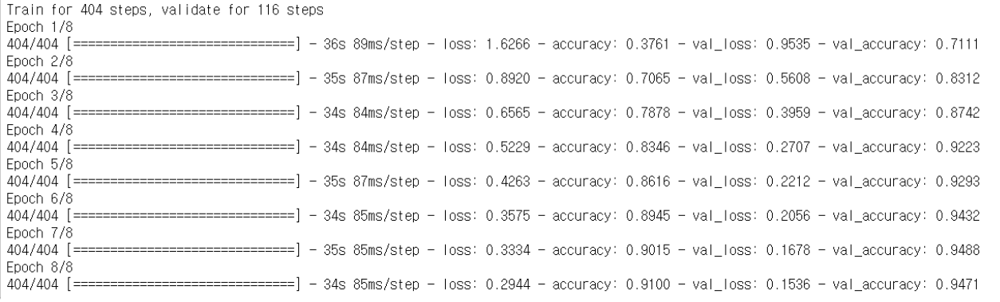 Train for 404 steps, validate for 116 steps
Epoch 1/8
404/404 [==============================] - 36s 89ms/step - loss: 1.6266 - accuracy: 0.3761 - val_loss: 0.9535 - val_accuracy: 0.7111
Epoch 2/8
404/404 [==============================] - 35s 87ms/step - loss: 0.8920 - accuracy: 0.7065 - val_loss: 0.5608 - val_accuracy: 0.8312
Epoch 3/8
404/404 [==============================] - 34s 84ms/step - loss: 0.6565 - accuracy: 0.7878 - val_loss: 0.3959 - val_accuracy: 0.8742
Epoch 4/8
404/404 [==============================] - 34s 84ms/step - loss: 0.5229 - accuracy: 0.8346 - val_loss: 0.2707 - val_accuracy: 0.9223
Epoch 5/8
404/404 [==============================] - 35s 87ms/step - loss: 0.4263 - accuracy: 0.8616 - val_loss: 0.2212 - val_accuracy: 0.9293
Epoch 6/8
404/404 [==============================] - 34s 85ms/step - loss: 0.3575 - accuracy: 0.8945 - val_loss: 0.2056 - val_accuracy: 0.9432
Epoch 7/8
404/404 [==============================] - 35s 85ms/step - loss: 0.3334 - accuracy: 0.9015 - val_loss: 0.1678 - val_accuracy: 0.9488
Epoch 8/8
404/404 [==============================] - 34s 85ms/step - loss: 0.2944 - accuracy: 0.9100 - val_loss: 0.1536 - val_accuracy: 0.9471